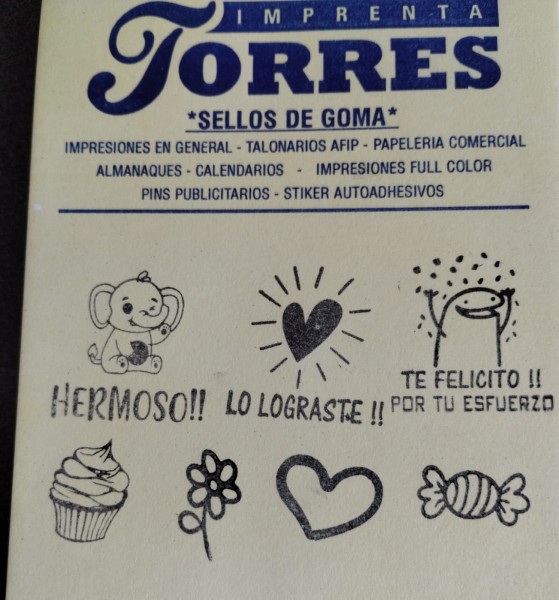 IMPRENTA
TORRES
*SELLOS DE GOMA*
IMPRESIONES EN GENERAL - TALONARIOS AFIP - PAPELERIA COMERCIAL
ALMANAQUES - CALENDARIOS - IMPRESIONES FULL COLOR
PINS PUBLICITARIOS - STIKER AUTOADHESIVOS
HERMOSO!!
LO LOGRASTE !!
TE FELICITO !!
POR TU ESFUERZO